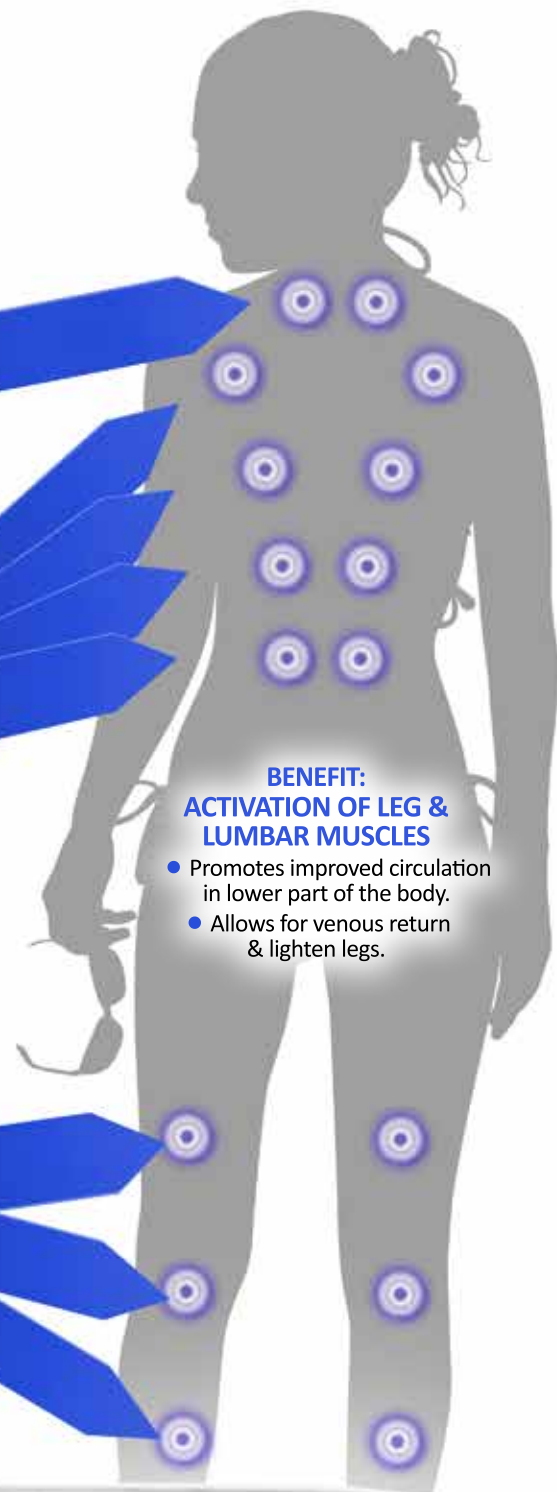 BENEFIT:
ACTIVATION OF LEG &
LUMBAR MUSCLES
● Promotes improved circulation
in lower part of the body.
● Allows for venous return
& lighten legs.